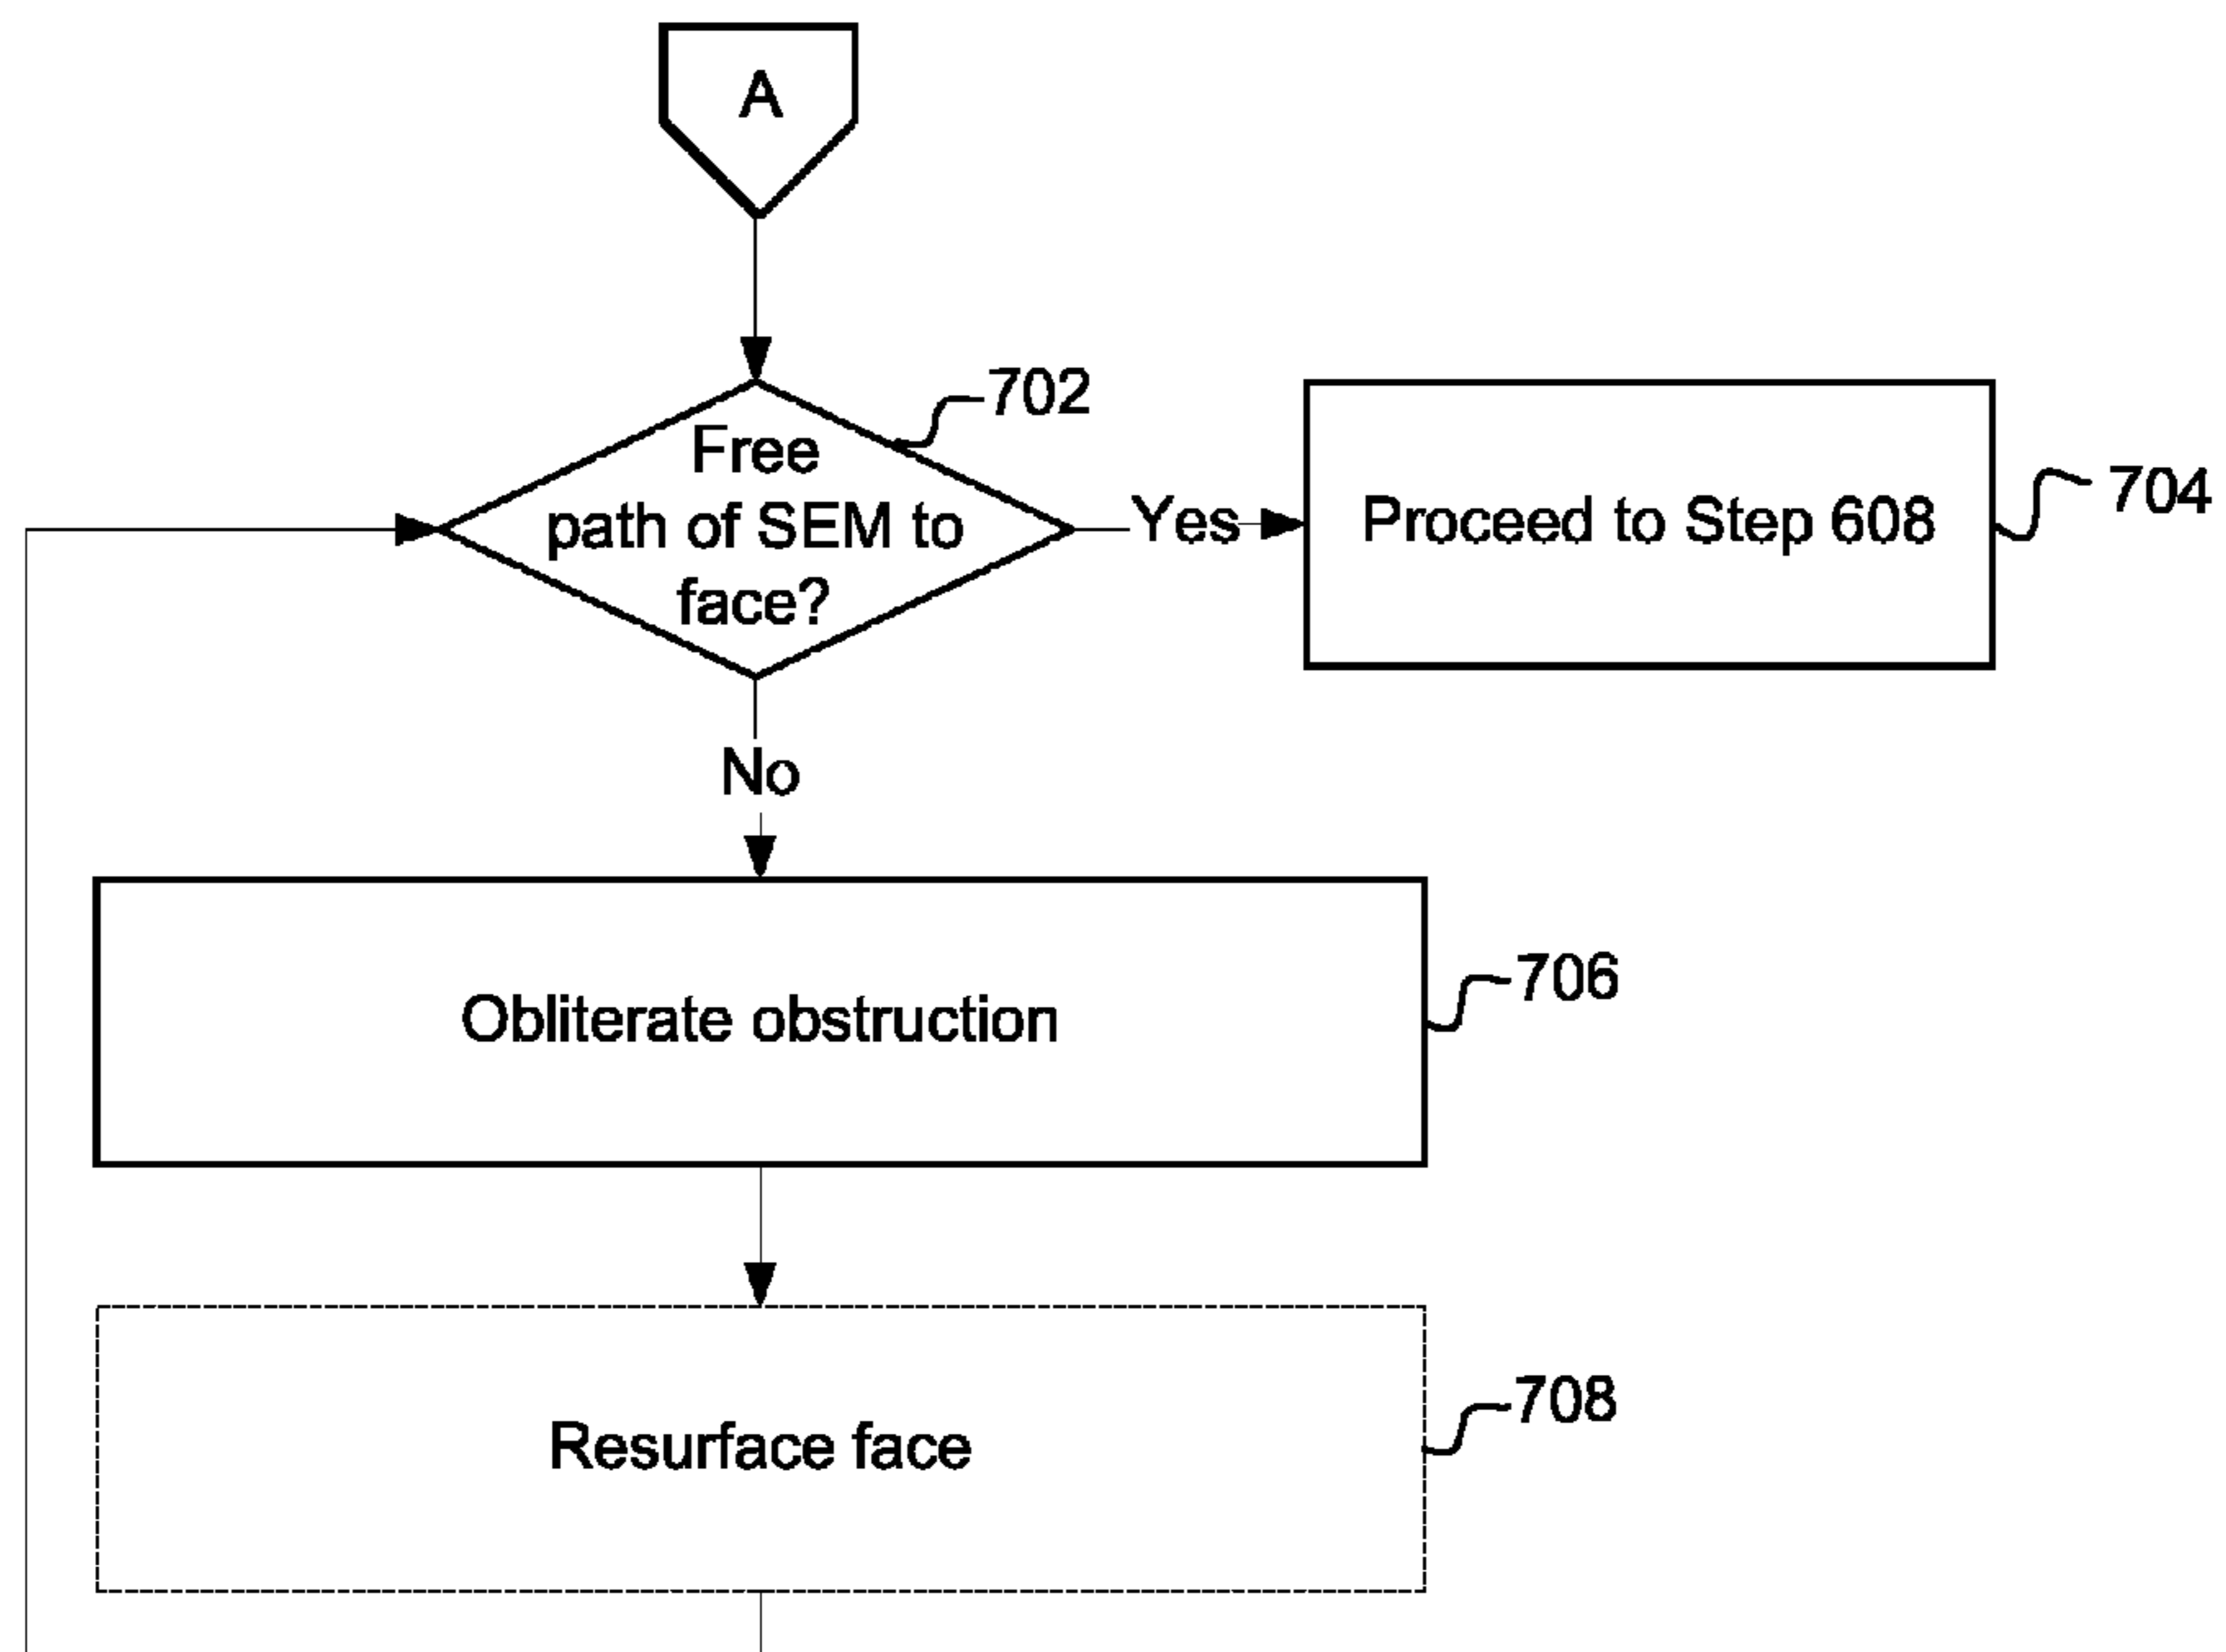 A
702
Free
path of SEM to
face?
Yes
Proceed to Step 608
704
No
Obliterate obstruction
706
Resurface face
708